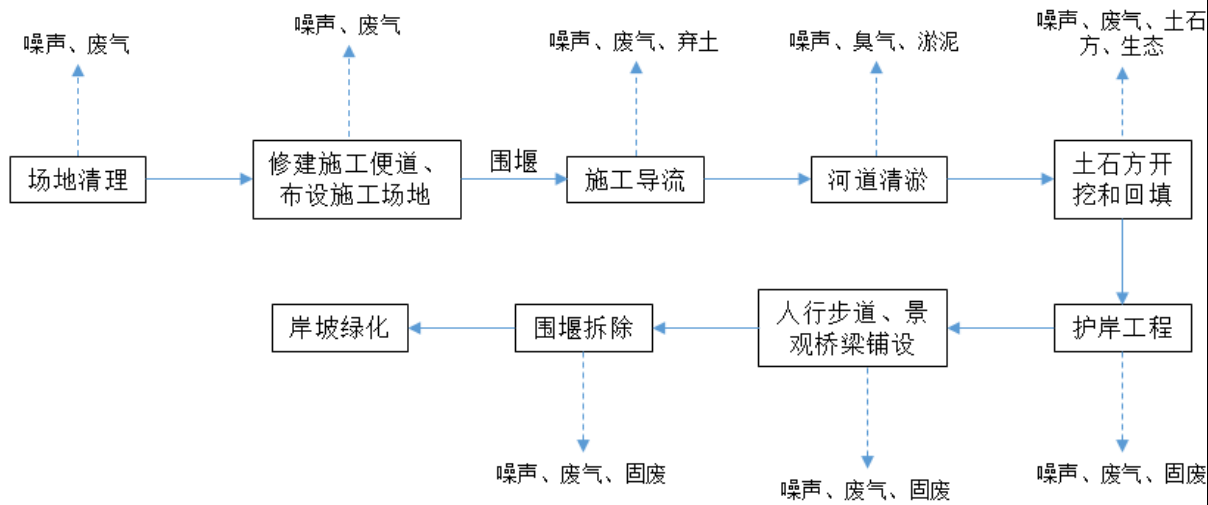 噪声、废气
噪声、废气
噪声、废气、弃土
噪声、臭气、淤泥
噪声、废气、土石
方、生态
场地清理
修建施工便道、
布设施工场地
围堰
施工导流
河道清淤
土石方开
挖和回填
岸坡绿化
围堰拆除
人行步道、景
观桥梁铺设
护岸工程
噪声、废气、固废
噪声、废气、固废
噪声、废气、固废